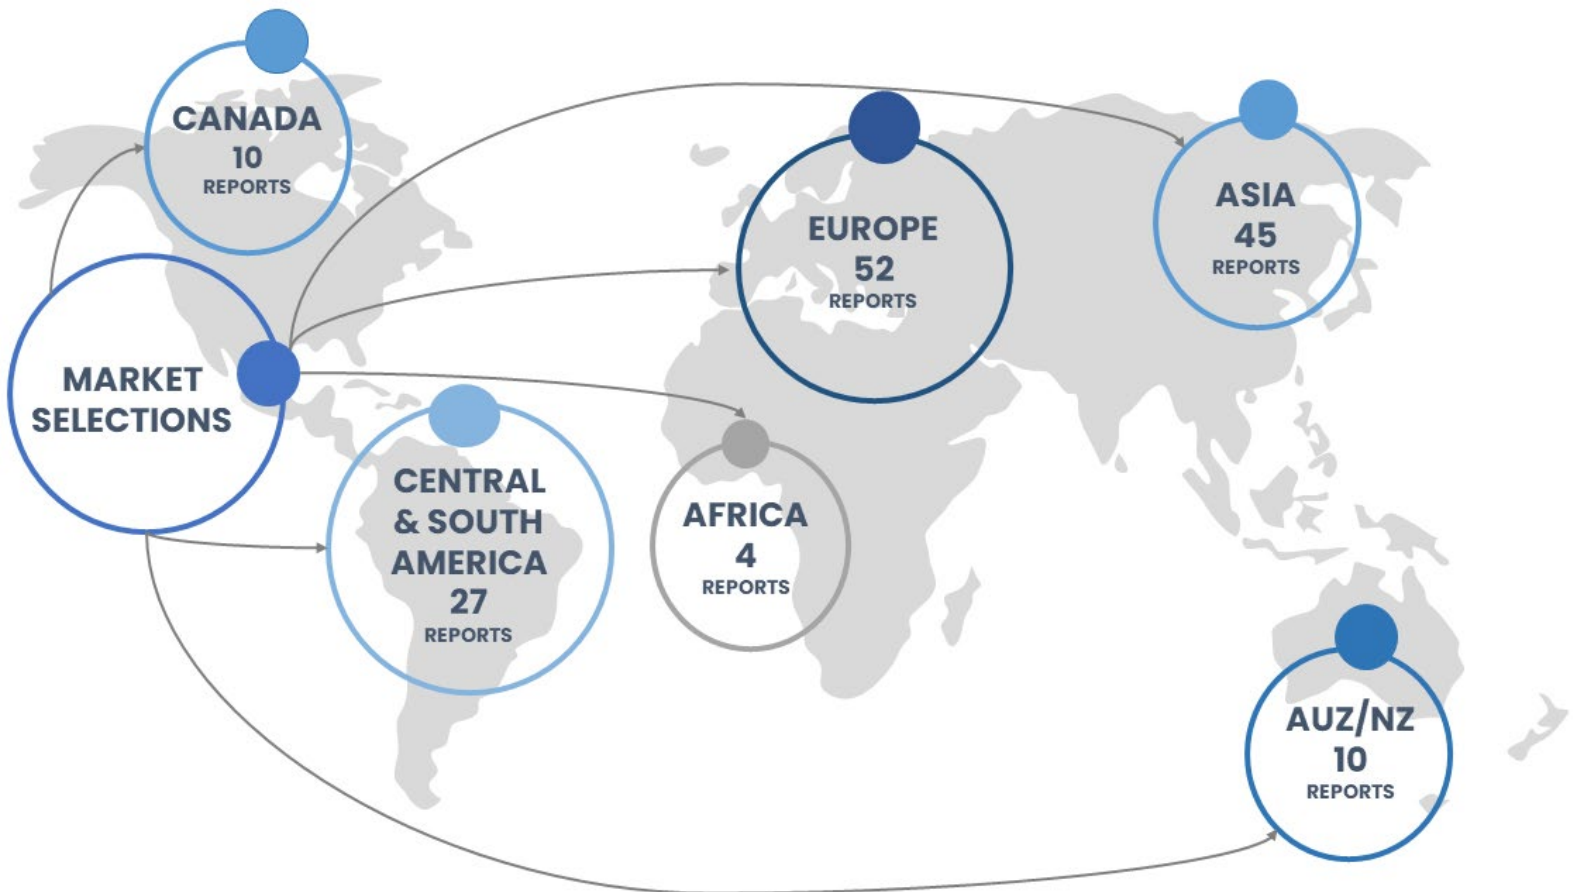 CANADA
10
REPORTS
MARKET
SELECTIONS
CENTRAL
& SOUTH
AMERICA
27
REPORTS
EUROPE
52
REPORTS
AFRICA
4
REPORTS
ASIA
45
REPORTS
AUZ/NZ
10
REPORTS